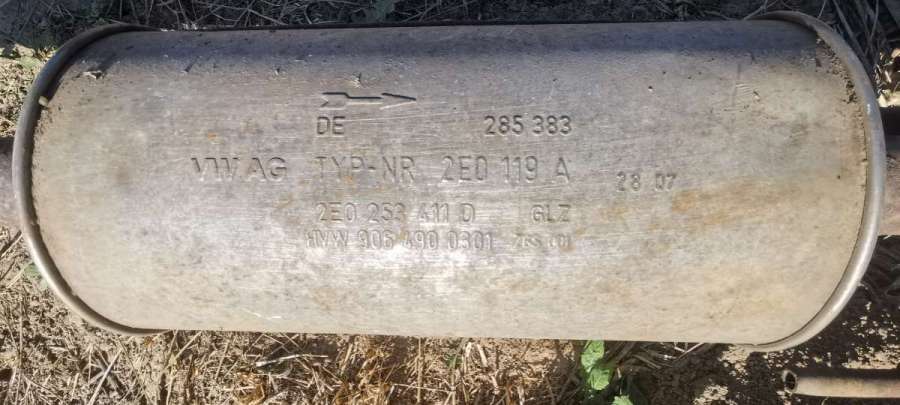 DE 285 383
VW AG TYP-NR 2E0 119 A 28 07
2E0 253 411 D GLZ
906 490 0301